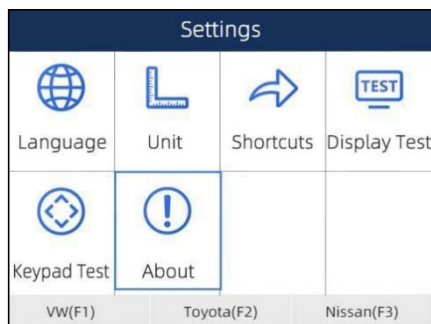 Settings
TEST
Language Unit Shortcuts Display Test
Keypad Test About
VW(F1) Toyota(F2) Nissan(F3)